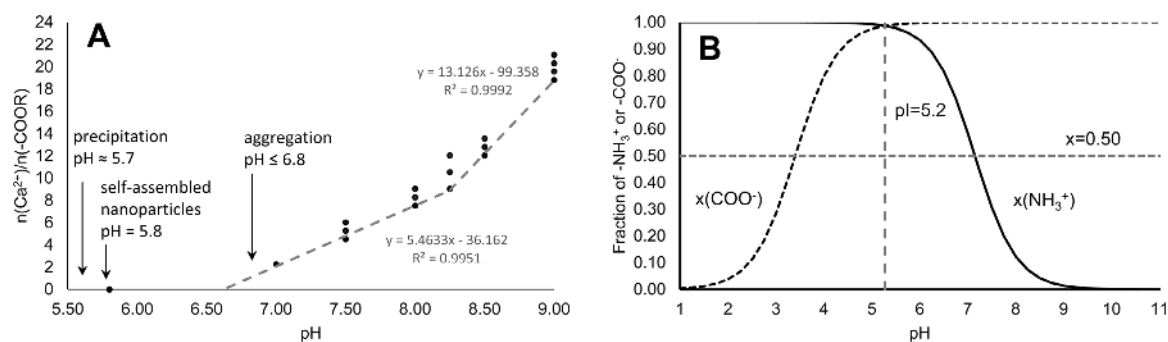 A
24
22
20
18
16
14
12
10
8
6
4
2
0
n(Ca²⁺)/n(-COOR)
y = 13.126x - 99.358
R² = 0.9992
precipitation
pH ≈ 5.7
aggregation
pH ≤ 6.8
self-assembled
nanoparticles
pH = 5.8
y = 5.4633x - 36.162
R² = 0.9951
5.50 6.00 6.50 7.00 7.50 8.00 8.50 9.00
pH
B
1.00
0.90
0.80
0.70
0.60
0.50
0.40
0.30
0.20
0.10
0.00
Fraction of -NH₃⁺ or -COO⁻
pI=5.2
x=0.50
x(COO⁻)
x(NH₃⁺)
1 2 3 4 5 6 7 8 9 10 11
pH